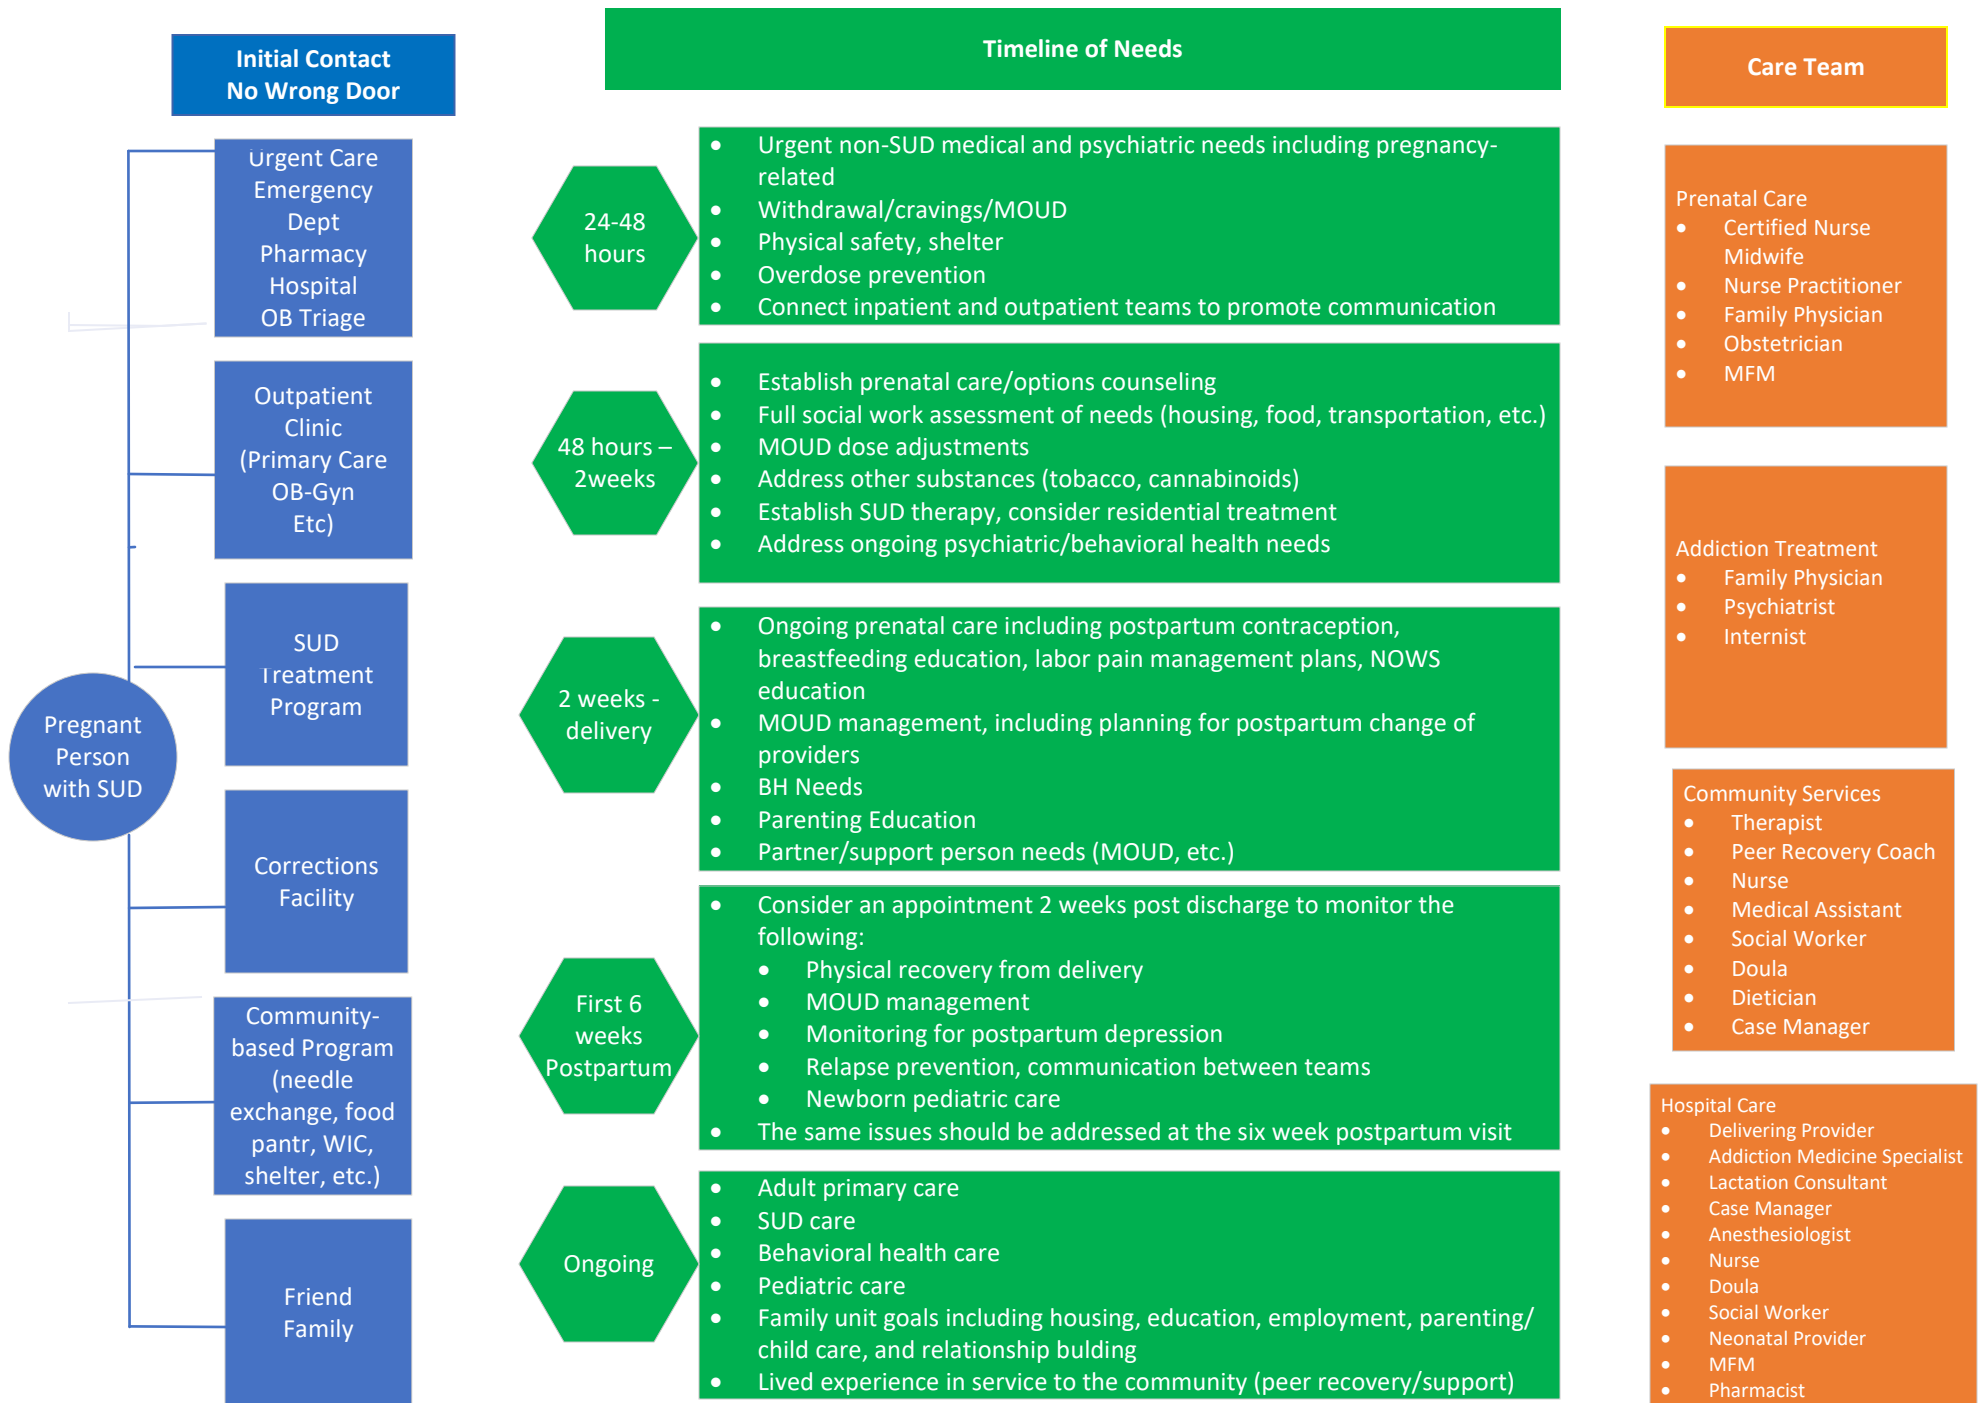 Initial Contact
No Wrong Door
Timeline of Needs
Care Team
Pregnant
Person
with SUD
Urgent Care
Emergency
Dept
Pharmacy
Hospital
OB Triage
Outpatient
Clinic
(Primary Care
OB-Gyn
Etc)
SUD
Treatment
Program
Corrections
Facility
Community-
based Program
(needle
exchange, food
pantr, WIC,
shelter, etc.)
Friend
Family
24-48
hours
• Urgent non-SUD medical and psychiatric needs including pregnancy-
related
• Withdrawal/cravings/MOUD
• Physical safety, shelter
• Overdose prevention
• Connect inpatient and outpatient teams to promote communication
48 hours –
2weeks
• Establish prenatal care/options counseling
• Full social work assessment of needs (housing, food, transportation, etc.)
• MOUD dose adjustments
• Address other substances (tobacco, cannabinoids)
• Establish SUD therapy, consider residential treatment
• Address ongoing psychiatric/behavioral health needs
2 weeks -
delivery
• Ongoing prenatal care including postpartum contraception,
breastfeeding education, labor pain management plans, NOWS
education
• MOUD management, including planning for postpartum change of
providers
• BH Needs
• Parenting Education
• Partner/support person needs (MOUD, etc.)
First 6
weeks
Postpartum
• Consider an appointment 2 weeks post discharge to monitor the
following:
• Physical recovery from delivery
• MOUD management
• Monitoring for postpartum depression
• Relapse prevention, communication between teams
• Newborn pediatric care
• The same issues should be addressed at the six week postpartum visit
Ongoing
• Adult primary care
• SUD care
• Behavioral health care
• Pediatric care
• Family unit goals including housing, education, employment, parenting/
child care, and relationship bulding
• Lived experience in service to the community (peer recovery/support)
Prenatal Care
• Certified Nurse
Midwife
• Nurse Practitioner
• Family Physician
• Obstetrician
• MFM
Addiction Treatment
• Family Physician
• Psychiatrist
• Internist
Community Services
• Therapist
• Peer Recovery Coach
• Nurse
• Medical Assistant
• Social Worker
• Doula
• Dietician
• Case Manager
Hospital Care
• Delivering Provider
• Addiction Medicine Specialist
• Lactation Consultant
• Case Manager
• Anesthesiologist
• Nurse
• Doula
• Social Worker
• Neonatal Provider
• MFM
• Pharmacist